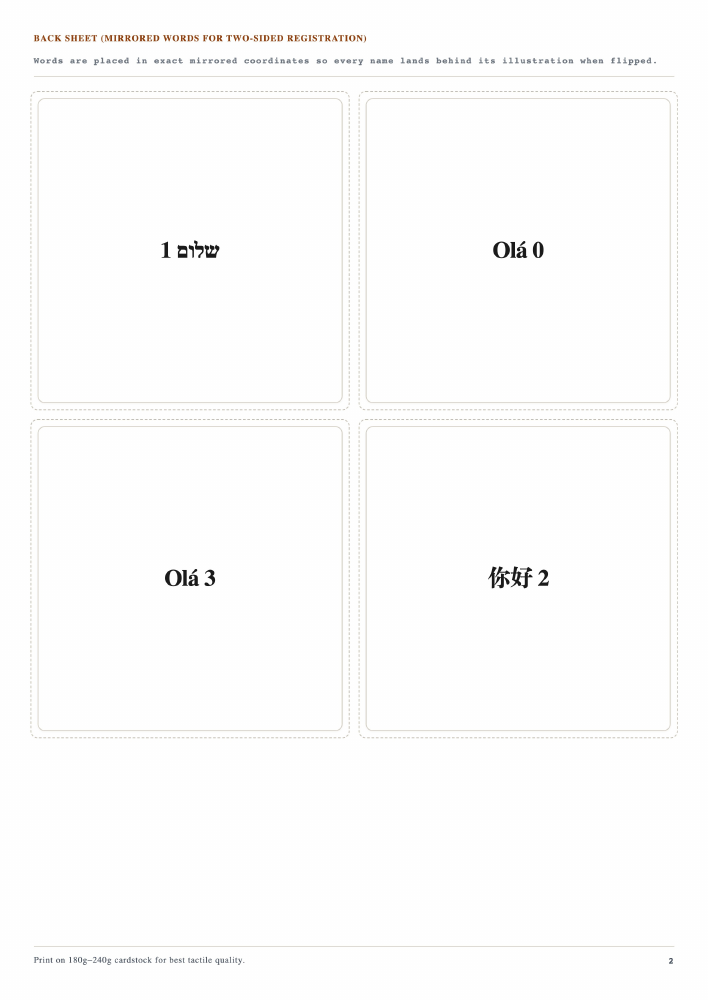 BACK SHEET (MIRRORED WORDS FOR TWO-SIDED REGISTRATION)
Words are placed in exact mirrored coordinates so every name lands behind its illustration when flipped.
שלום 1
Olá 0
Olá 3
你好 2
Print on 180g–240g cardstock for best tactile quality.
2